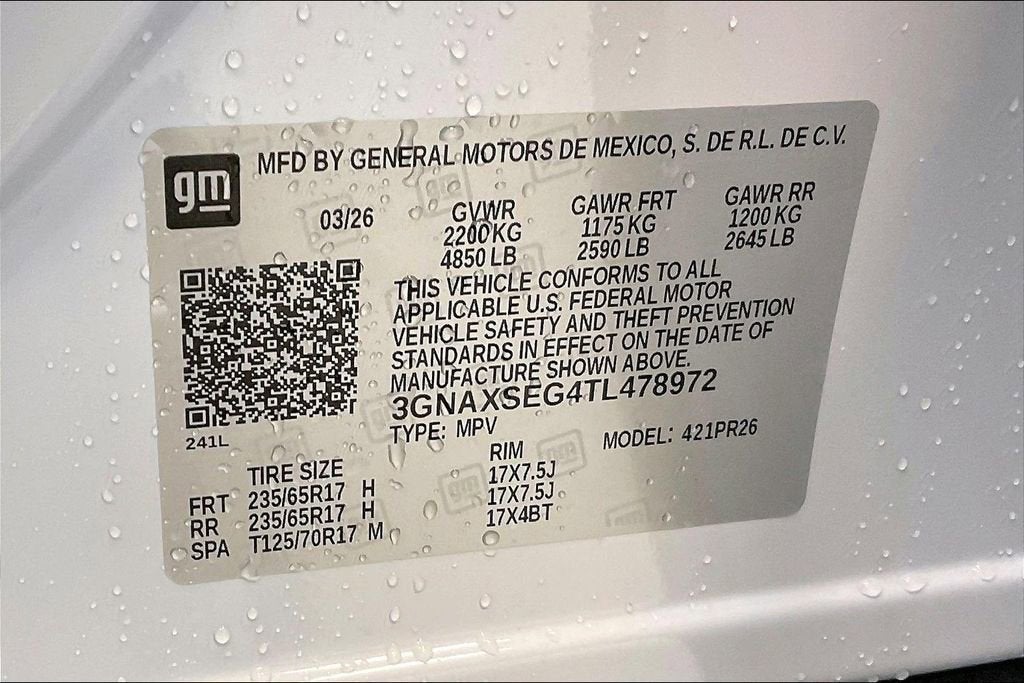 gm
MFD BY GENERAL MOTORS DE MEXICO, S. DE R.L. DE C.V.
03/26
GVWR
2200 KG
4850 LB
GAWR FRT
1175 KG
2590 LB
GAWR RR
1200 KG
2645 LB
THIS VEHICLE CONFORMS TO ALL
APPLICABLE U.S. FEDERAL MOTOR
VEHICLE SAFETY AND THEFT PREVENTION
STANDARDS IN EFFECT ON THE DATE OF
MANUFACTURE SHOWN ABOVE.
3GNAXSEG4TL478972
TYPE: MPV
MODEL: 421PR26
241L
TIRE SIZE RIM
FRT 235/65R17 H 17X7.5J
RR 235/65R17 H 17X7.5J
SPA T125/70R17 M 17X4BT